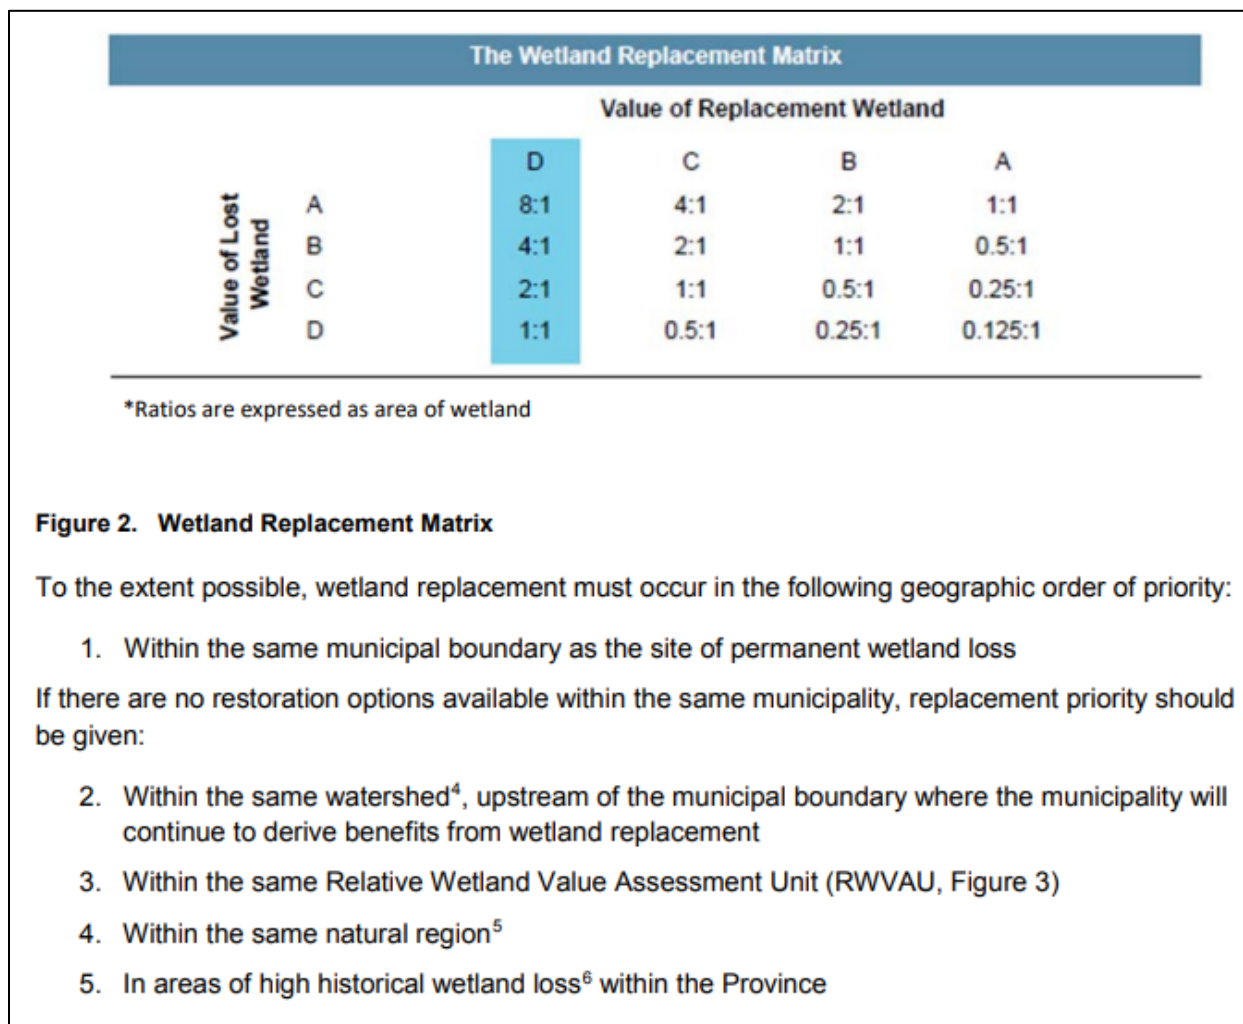 The Wetland Replacement Matrix
Value of Replacement Wetland
D C B A
Value of Lost
Wetland
A 8:1 4:1 2:1 1:1
B 4:1 2:1 1:1 0.5:1
C 2:1 1:1 0.5:1 0.25:1
D 1:1 0.5:1 0.25:1 0.125:1
*Ratios are expressed as area of wetland
Figure 2. Wetland Replacement Matrix
To the extent possible, wetland replacement must occur in the following geographic order of priority:
1. Within the same municipal boundary as the site of permanent wetland loss
If there are no restoration options available within the same municipality, replacement priority should
be given:
2. Within the same watershed⁴, upstream of the municipal boundary where the municipality will
continue to derive benefits from wetland replacement
3. Within the same Relative Wetland Value Assessment Unit (RWVAU, Figure 3)
4. Within the same natural region⁵
5. In areas of high historical wetland loss⁶ within the Province